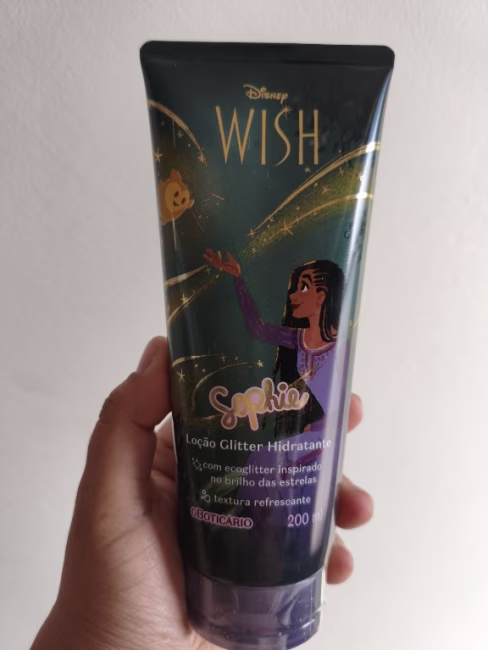 Disney
WISH
Sophie
Loção Glitter Hidratante
com ecoglitter inspirado
no brilho das estrelas
textura refrescante
O BOTICÁRIO
200 ml